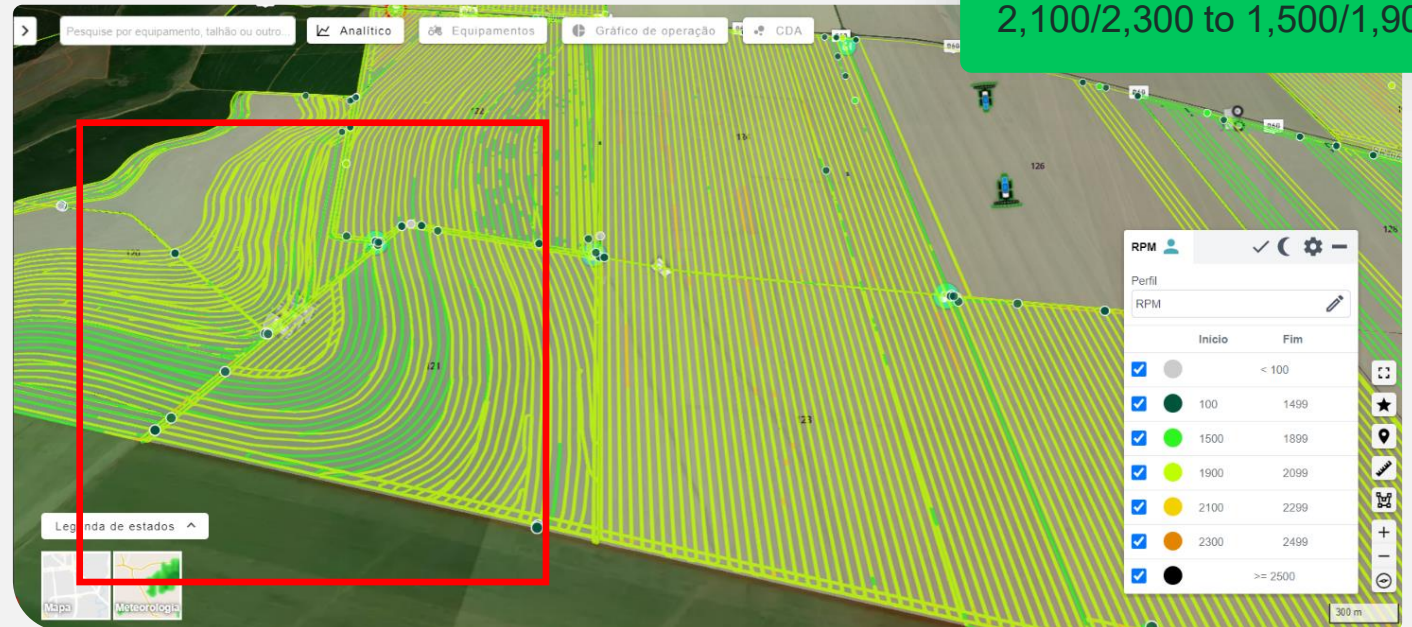 2,100/2,300 to 1,500/1,90
Pesquise por equipamento, talhão ou outro...
Analítico
Equipamentos
Gráfico de operação
CDA
060
126
126
121
123
RPM
Perfil
RPM
Início Fim
< 100
100 1499
1500 1899
1900 2099
2100 2299
2300 2499
>= 2500
Legenda de estados
Mapa
Meteorologia
300 m